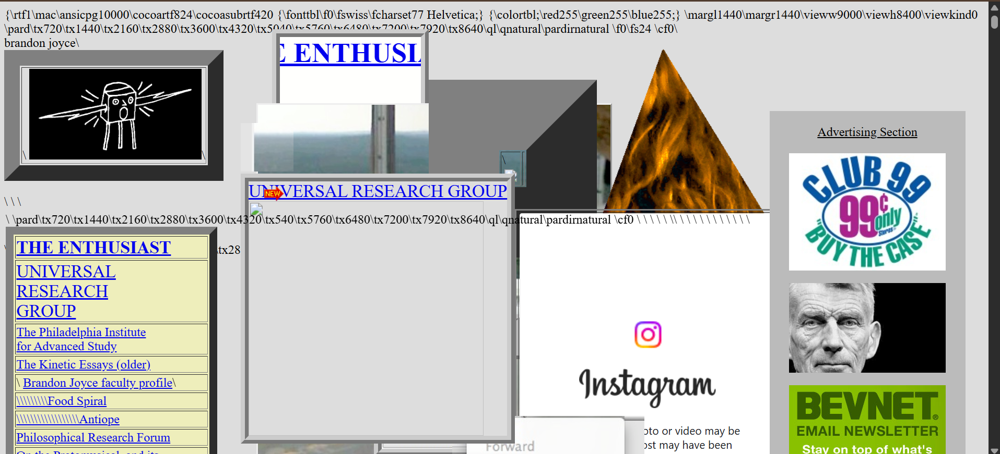 {\rtf1\mac\ansicpg10000\cocoartf824\cocoasubrtf420 {\fonttbl\f0\fswiss\fcharset77 Helvetica;} {\colortbl;\red255\green255\blue255;} \margl1440\margr1440\vieww9000\viewh8400\viewkind0
\pard\tx720\tx1440\tx2160\tx2880\tx3600\tx4320\tx5040\tx5760\tx6480\tx7200\tx7920\tx8640\ql\qnatural\pardirnatural \f0\fs24 \cf0\
brandon joyce\
E ENTHUSIA
\ \
\
UNIVERSAL RESEARCH GROUP
NEW
\ \ \
\ \pard\tx720\tx1440\tx2160\tx2880\tx3600\tx4320\tx540\tx5760\tx6480\tx7200\tx7920\tx8640\ql\qnatural\pardirnatural \cf0 \ \ \ \ \ \\ \ \ \ \ \ \ \ \ \ \ \
\tx28
THE ENTHUSIAST
UNIVERSAL
RESEARCH
GROUP
The Philadelphia Institute
for Advanced Study
The Kinetic Essays (older)
\ Brandon Joyce faculty profile\
\\\\\\\\\Food Spiral
\\\\\\\\\\\\\\\\\\Antiope
Philosophical Research Forum
On the Protomusical, and its
Instagram
oto or video may be
ost may have been
Forward
Advertising Section
CLUB 99
99¢
only
Stores
"BUY THE CASE"
BEVNET®
EMAIL NEWSLETTER
Stay on top of what's